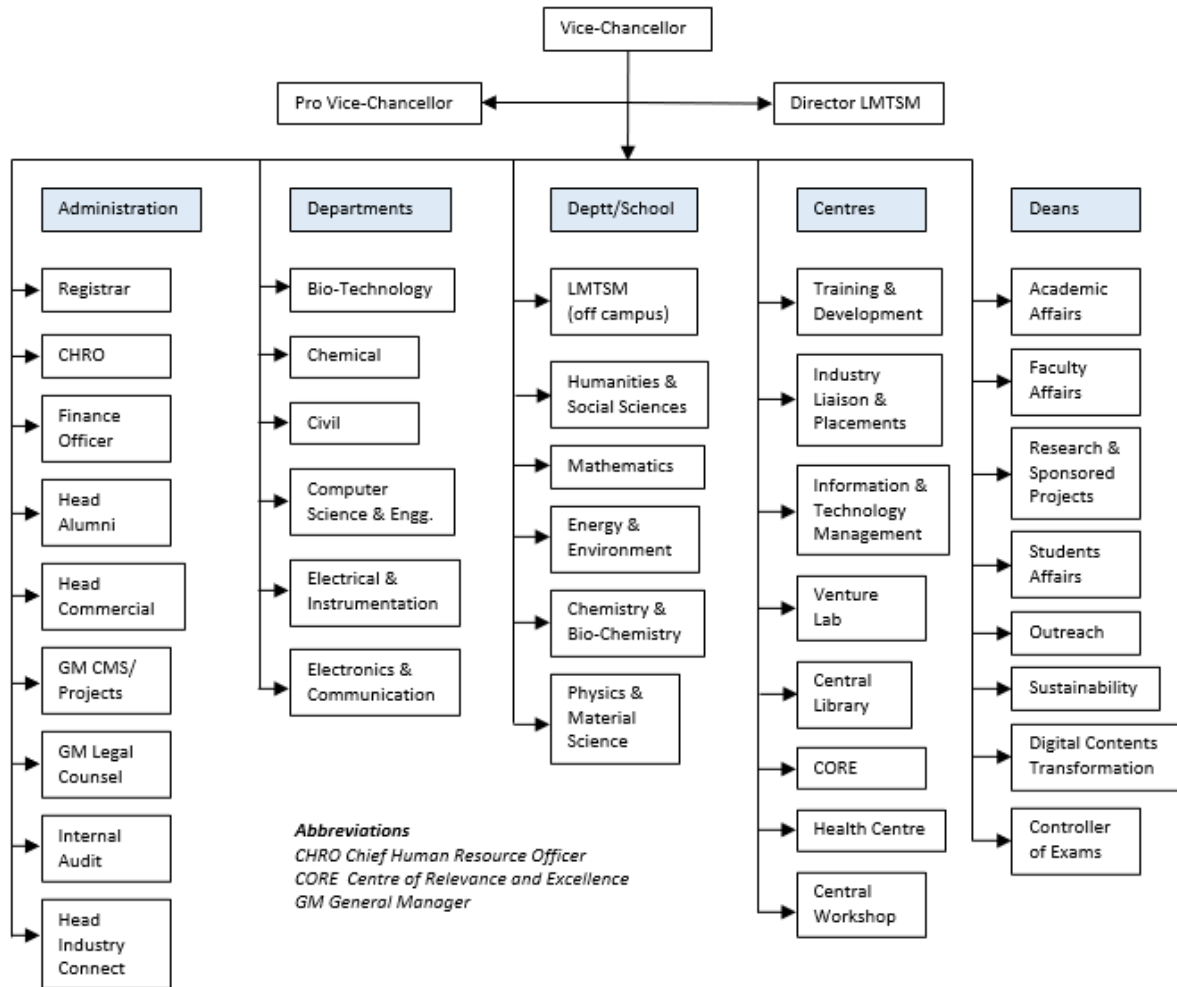 Vice-Chancellor
Pro Vice-Chancellor
Director LMTSM
Administration
Registrar
CHRO
Finance
Officer
Head
Alumni
Head
Commercial
GM CMS/
Projects
GM Legal
Counsel
Internal
Audit
Head
Industry
Connect
Departments
Bio-Technology
Chemical
Civil
Computer
Science & Engg.
Electrical &
Instrumentation
Electronics &
Communication
Deptt/School
LMTSM
(off campus)
Humanities &
Social Sciences
Mathematics
Energy &
Environment
Chemistry &
Bio-Chemistry
Physics &
Material
Science
Centres
Training &
Development
Industry
Liaison &
Placements
Information &
Technology
Management
Venture
Lab
Central
Library
CORE
Health Centre
Central
Workshop
Deans
Academic
Affairs
Faculty
Affairs
Research &
Sponsored
Projects
Students
Affairs
Outreach
Sustainability
Digital Contents
Transformation
Controller
of Exams
Abbreviations
CHRO Chief Human Resource Officer
CORE Centre of Relevance and Excellence
GM General Manager